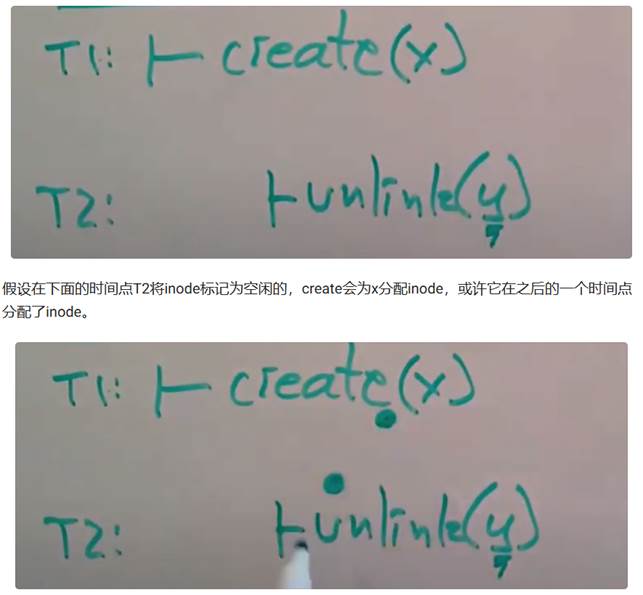 T1: ⊢ create(x)
T2: ⊢ unlink(y)
5
假设在下面的时间点T2将inode标记为空闲的，create会为x分配inode，或许它在之后的一个时间点
分配了inode。
T1: ⊢ create(x)
T2: ⊢ unlink(y)
5